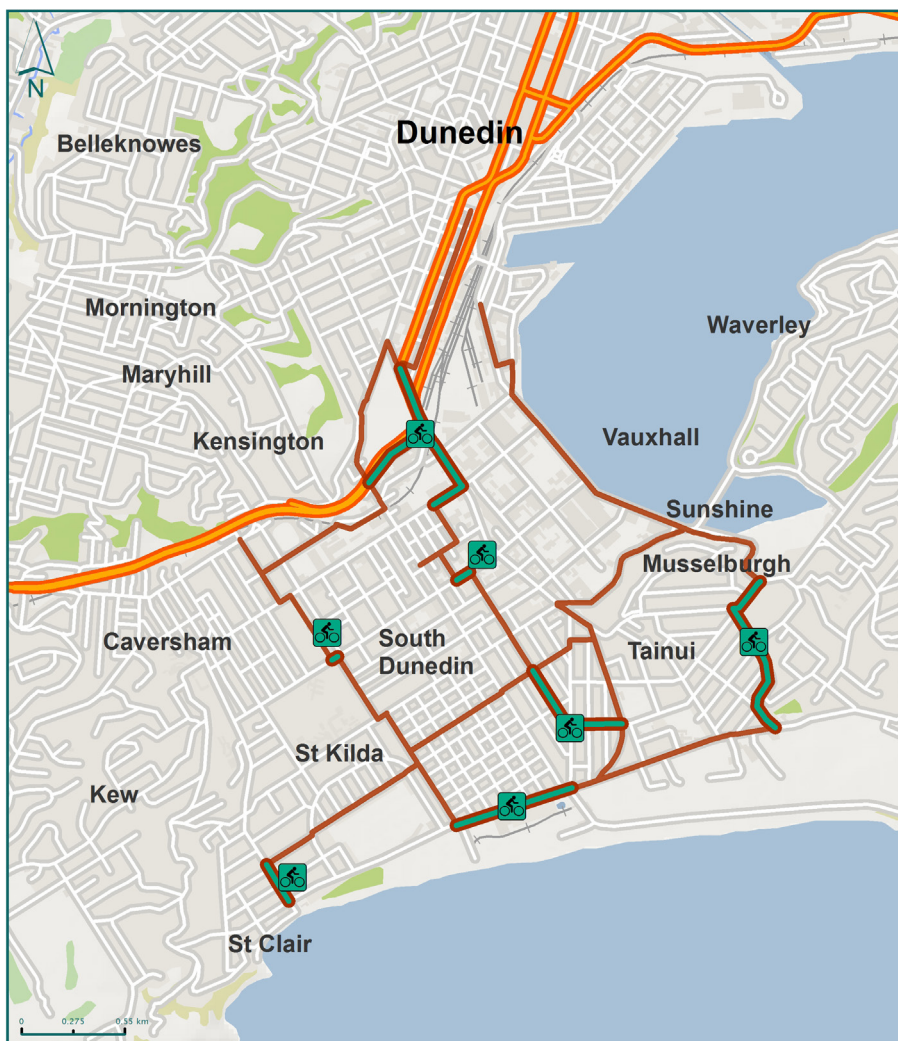 N
Dunedin
Belleknowes
Mornington
Waverley
Maryhill
Kensington
Vauxhall
Sunshine
Musselburgh
Caversham
South
Dunedin
Tainui
St Kilda
Kew
St Clair
0 0.275 0.55 km